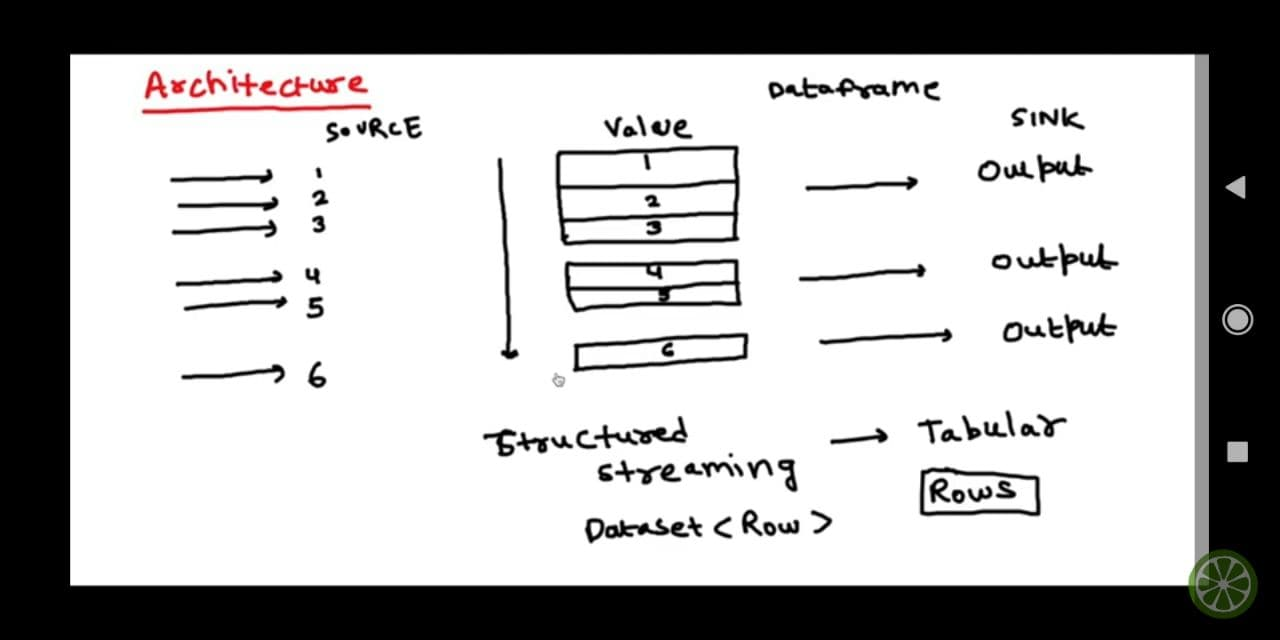 Architecture
Dataframe
SOURCE
Value
SINK
1
1
Output
2
2
3
3
4
4
output
5
5
6
6
output
Structured
streaming
→ Tabular
Rows
Dataset < Row >